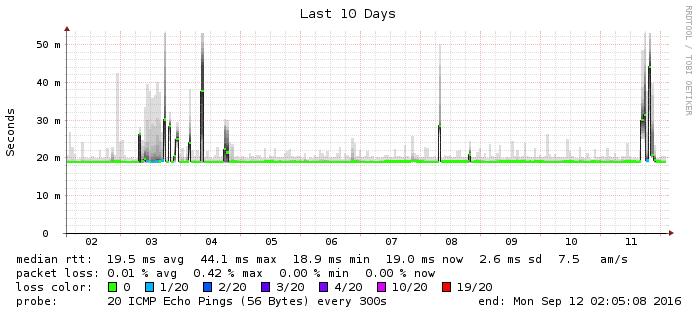 Last 10 Days
RRDTOOL / TOBI OETIKER
Seconds
50 m
40 m
30 m
20 m
10 m
0
02 03 04 05 06 07 08 09 10 11
median rtt: 19.5 ms avg 44.1 ms max 18.9 ms min 19.0 ms now 2.6 ms sd 7.5 am/s
packet loss: 0.01 % avg 0.42 % max 0.00 % min 0.00 % now
loss color: 0 1/20 2/20 3/20 4/20 10/20 19/20
probe: 20 ICMP Echo Pings (56 Bytes) every 300s end: Mon Sep 12 02:05:08 2016